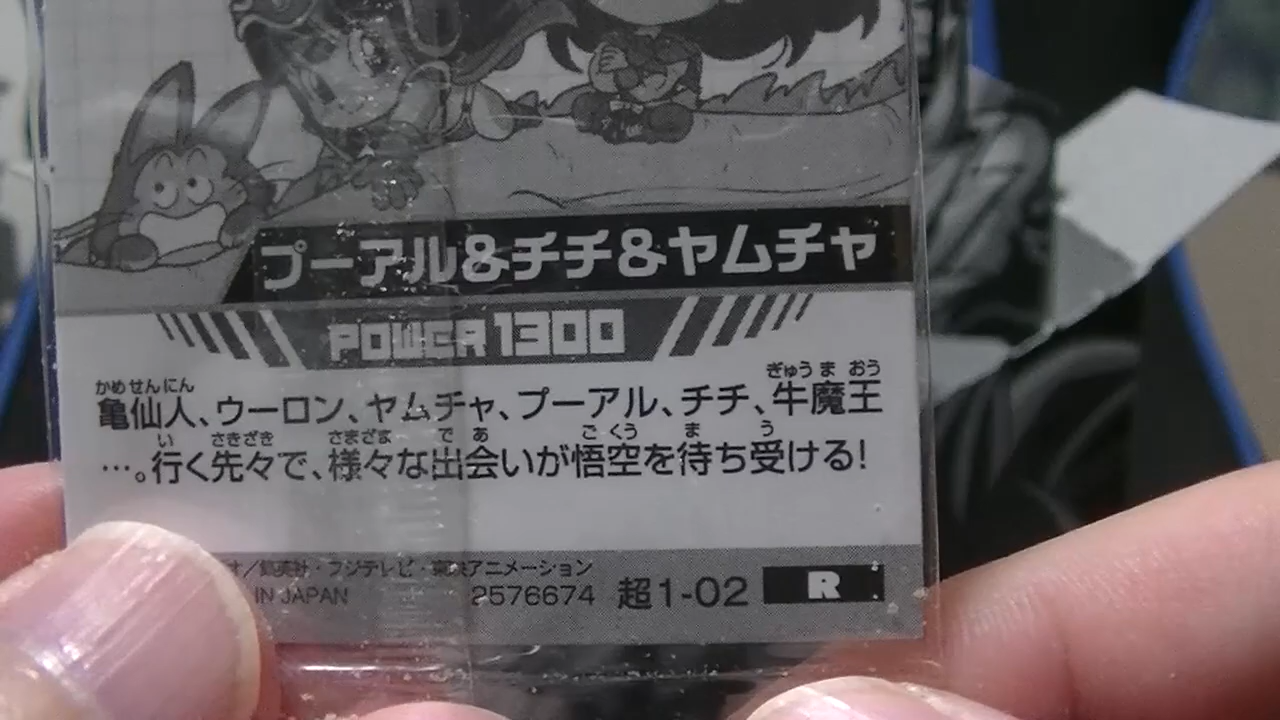 プーアル&チチ&ヤムチャ
POWER 1300
かめせんにん ぎゅう ま おう
亀仙人、ウーロン、ヤムチャ、プーアル、チチ、牛魔王
い さきざき さまざま で あ ご くう ま う
…。行く先々で、様々な出会いが悟空を待ち受ける!
/集英社・フジテレビ・東映アニメーション
IN JAPAN 2576674 超1-02 R